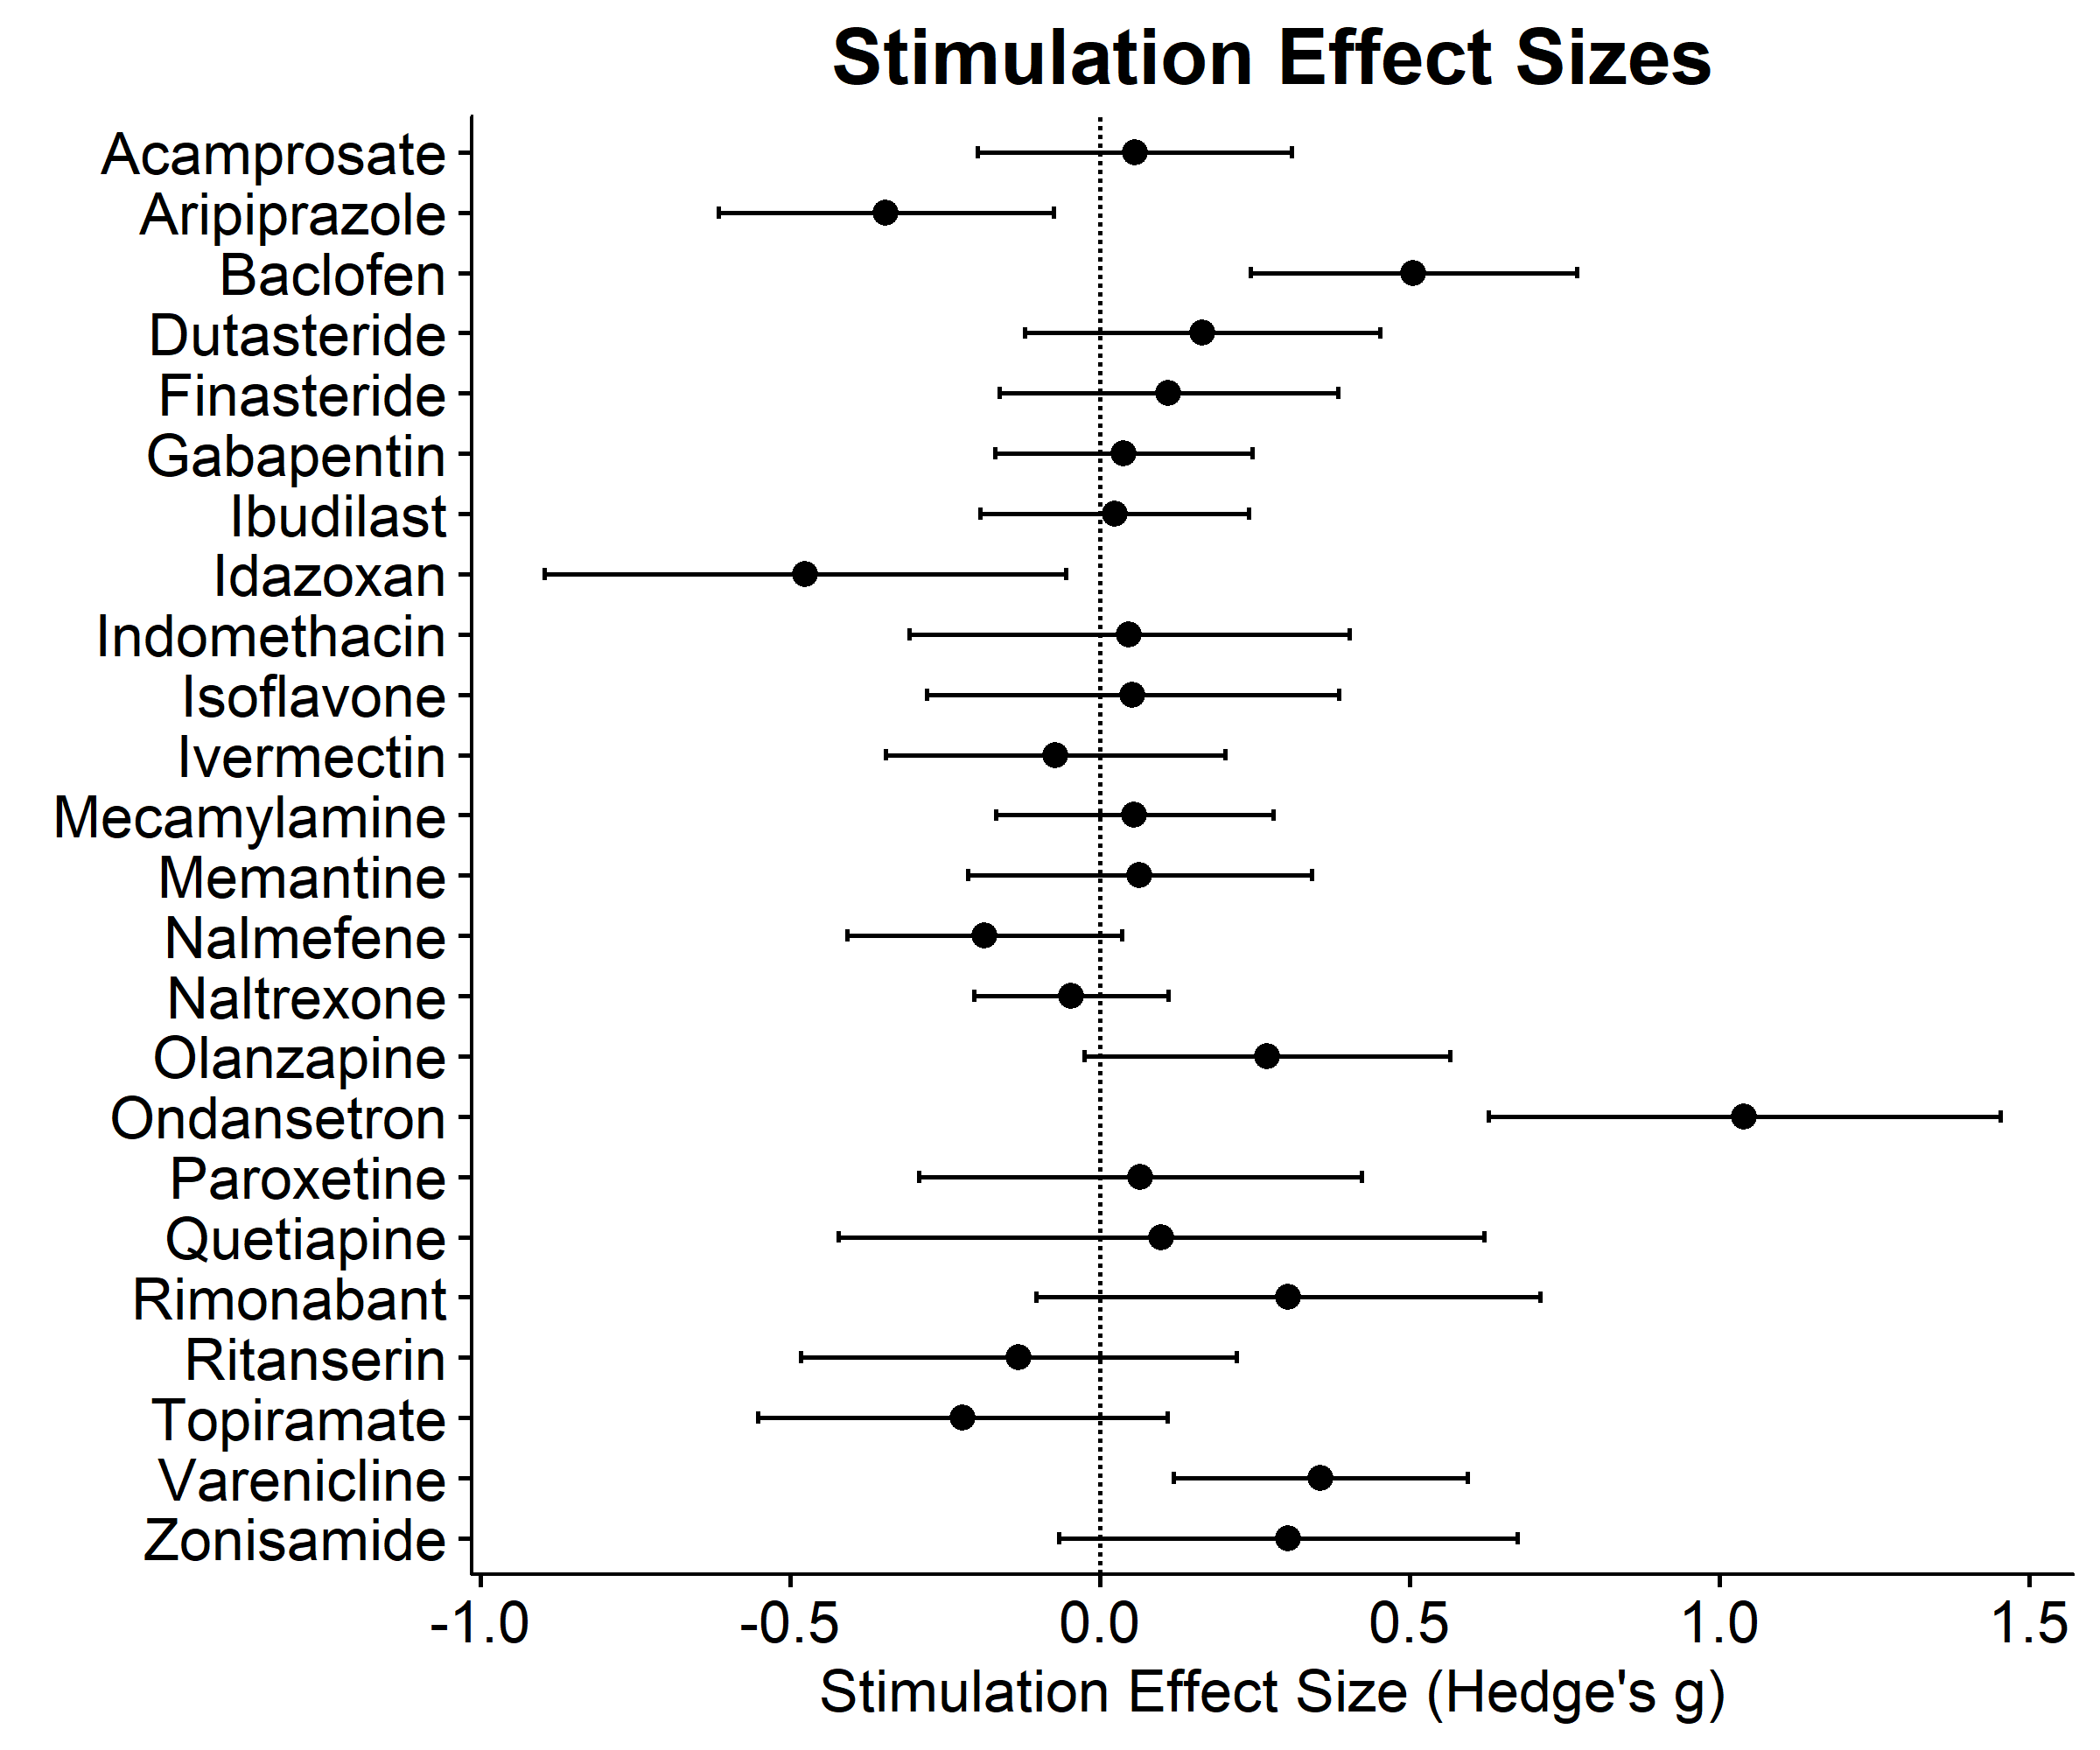 Stimulation Effect Sizes
Acamprosate
Aripiprazole
Baclofen
Dutasteride
Finasteride
Gabapentin
Ibudilast
Idazoxan
Indomethacin
Isoflavone
Ivermectin
Mecamylamine
Memantine
Nalmefene
Naltrexone
Olanzapine
Ondansetron
Paroxetine
Quetiapine
Rimonabant
Ritanserin
Topiramate
Varenicline
Zonisamide
-1.0 -0.5 0.0 0.5 1.0 1.5
Stimulation Effect Size (Hedge's g)